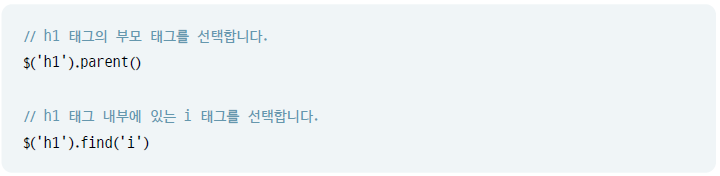 // h1 태그의 부모 태그를 선택합니다.
$('h1').parent()
// h1 태그 내부에 있는 i 태그를 선택합니다.
$('h1').find('i')